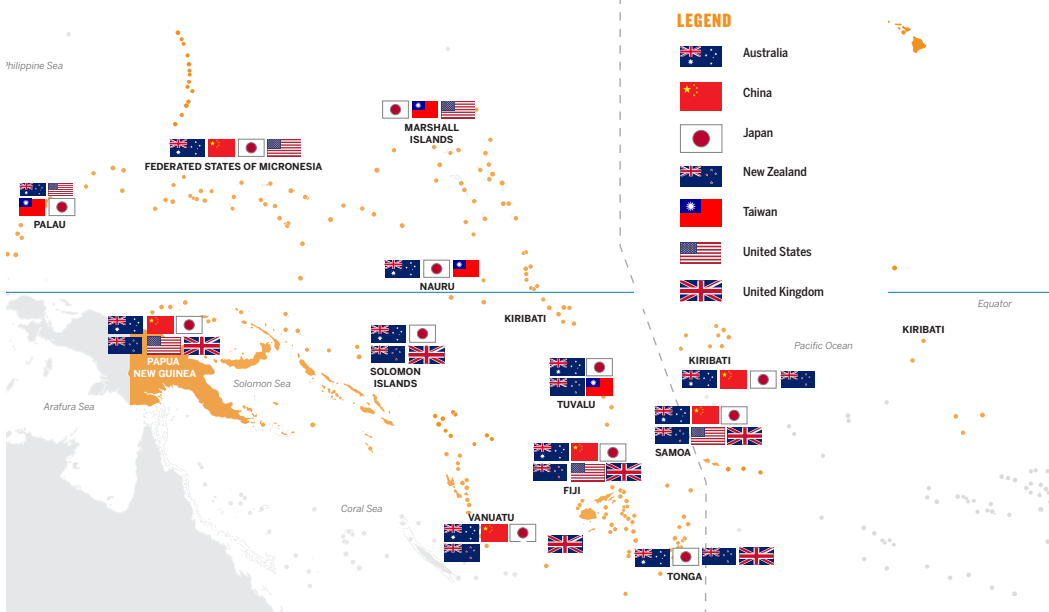 LEGEND
Australia
China
Japan
New Zealand
Taiwan
United States
United Kingdom
Philippine Sea
MARSHALL
ISLANDS
FEDERATED STATES OF MICRONESIA
PALAU
NAURU
Equator
KIRIBATI
KIRIBATI
Pacific Ocean
KIRIBATI
PAPUA
NEW GUINEA
SOLOMON
ISLANDS
Solomon Sea
Arafura Sea
TUVALU
SAMOA
FIJI
Coral Sea
VANUATU
TONGA